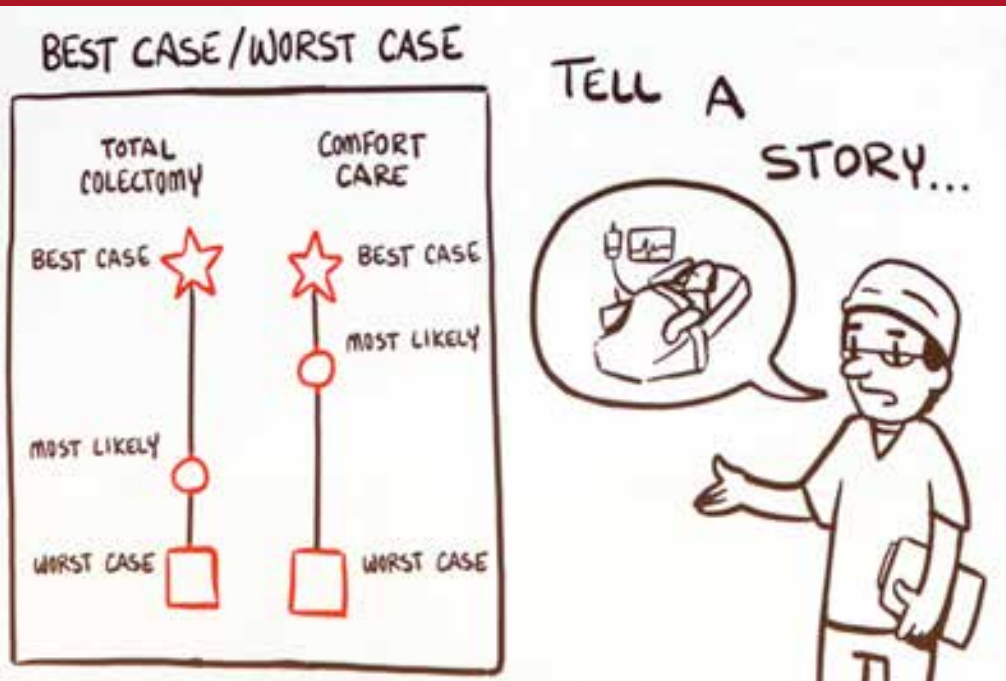 BEST CASE/WORST CASE
TOTAL
COLECTOMY
COMFORT
CARE
BEST CASE
BEST CASE
MOST LIKELY
MOST LIKELY
WORST CASE
WORST CASE
TELL A
STORY...